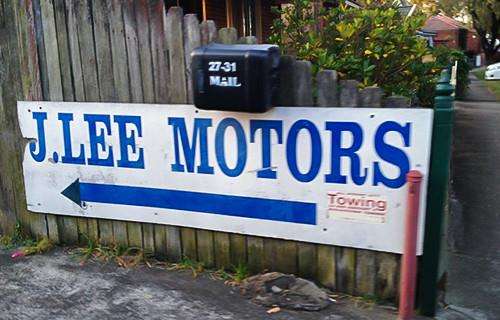 27-31
MAIL
J.LEE MOTORS
Towing